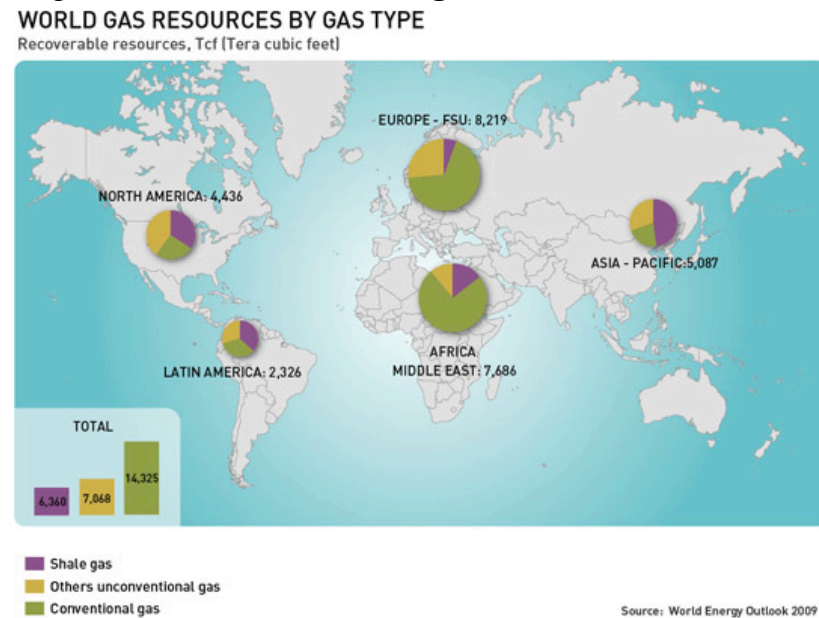 WORLD GAS RESOURCES BY GAS TYPE
Recoverable resources, Tcf (Tera cubic feet)
EUROPE - FSU: 8,219
NORTH AMERICA: 4,436
ASIA - PACIFIC:5,087
AFRICA
MIDDLE EAST: 7,686
LATIN AMERICA: 2,326
TOTAL
14,325
6,360
7,068
Shale gas
Others unconventional gas
Conventional gas
Source: World Energy Outlook 2009